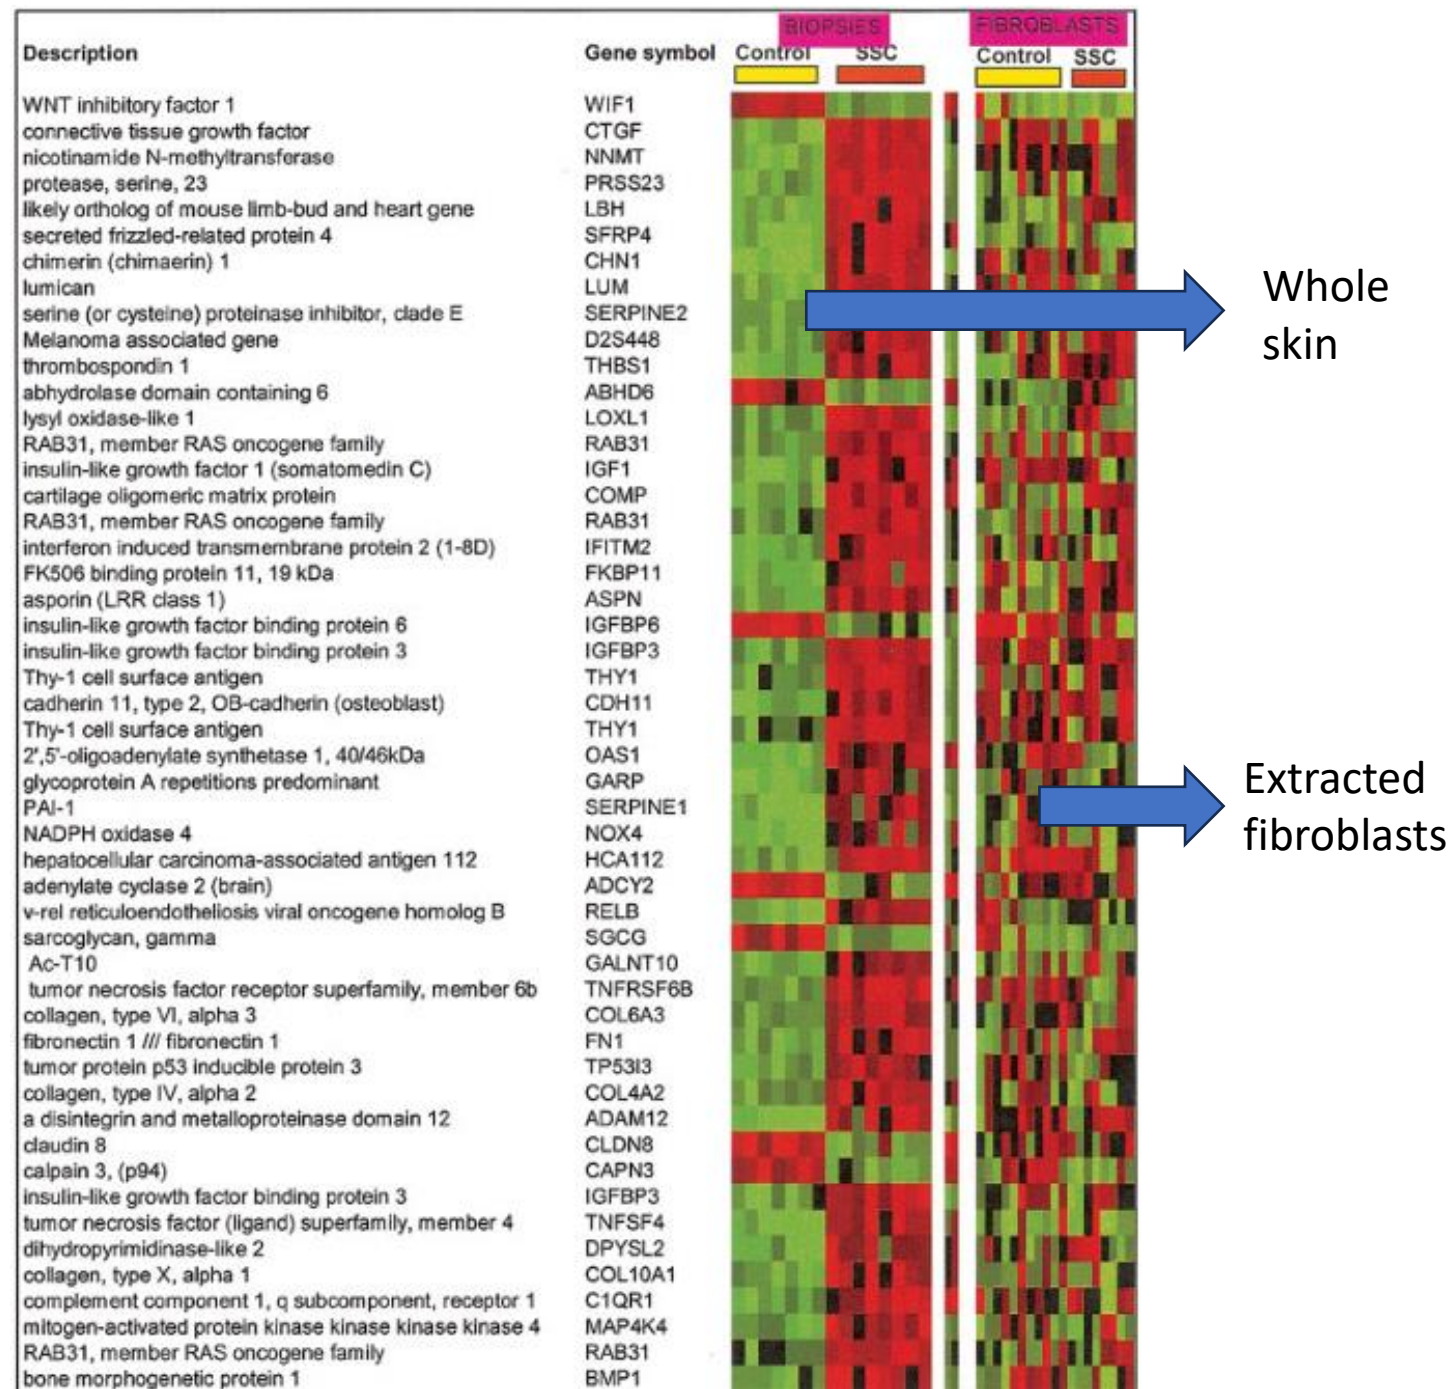 BIOPSIES FIBROBLASTS
Description Gene symbol Control SSC Control SSC
WNT inhibitory factor 1 WIF1
connective tissue growth factor CTGF
nicotinamide N-methyltransferase NNMT
protease, serine, 23 PRSS23
likely ortholog of mouse limb-bud and heart gene LBH
secreted frizzled-related protein 4 SFRP4
chimerin (chimaerin) 1 CHN1
lumican LUM
serine (or cysteine) proteinase inhibitor, clade E SERPINE2
Melanoma associated gene D2S448
thrombospondin 1 THBS1
abhydrolase domain containing 6 ABHD6
lysyl oxidase-like 1 LOXL1
RAB31, member RAS oncogene family RAB31
insulin-like growth factor 1 (somatomedin C) IGF1
cartilage oligomeric matrix protein COMP
RAB31, member RAS oncogene family RAB31
interferon induced transmembrane protein 2 (1-8D) IFITM2
FK506 binding protein 11, 19 kDa FKBP11
asporin (LRR class 1) ASPN
insulin-like growth factor binding protein 6 IGFBP6
insulin-like growth factor binding protein 3 IGFBP3
Thy-1 cell surface antigen THY1
cadherin 11, type 2, OB-cadherin (osteoblast) CDH11
Thy-1 cell surface antigen THY1
2',5'-oligoadenylate synthetase 1, 40/46kDa OAS1
glycoprotein A repetitions predominant GARP
PAI-1 SERPINE1
NADPH oxidase 4 NOX4
hepatocellular carcinoma-associated antigen 112 HCA112
adenylate cyclase 2 (brain) ADCY2
v-rel reticuloendotheliosis viral oncogene homolog B RELB
sarcoglycan, gamma SGCG
Ac-T10 GALNT10
tumor necrosis factor receptor superfamily, member 6b TNFRSF6B
collagen, type VI, alpha 3 COL6A3
fibronectin 1 /// fibronectin 1 FN1
tumor protein p53 inducible protein 3 TP53I3
collagen, type IV, alpha 2 COL4A2
a disintegrin and metalloproteinase domain 12 ADAM12
claudin 8 CLDN8
calpain 3, (p94) CAPN3
insulin-like growth factor binding protein 3 IGFBP3
tumor necrosis factor (ligand) superfamily, member 4 TNFSF4
dihydropyrimidinase-like 2 DPYSL2
collagen, type X, alpha 1 COL10A1
complement component 1, q subcomponent, receptor 1 C1QR1
mitogen-activated protein kinase kinase kinase kinase 4 MAP4K4
RAB31, member RAS oncogene family RAB31
bone morphogenetic protein 1 BMP1
Whole
skin
Extracted
fibroblasts